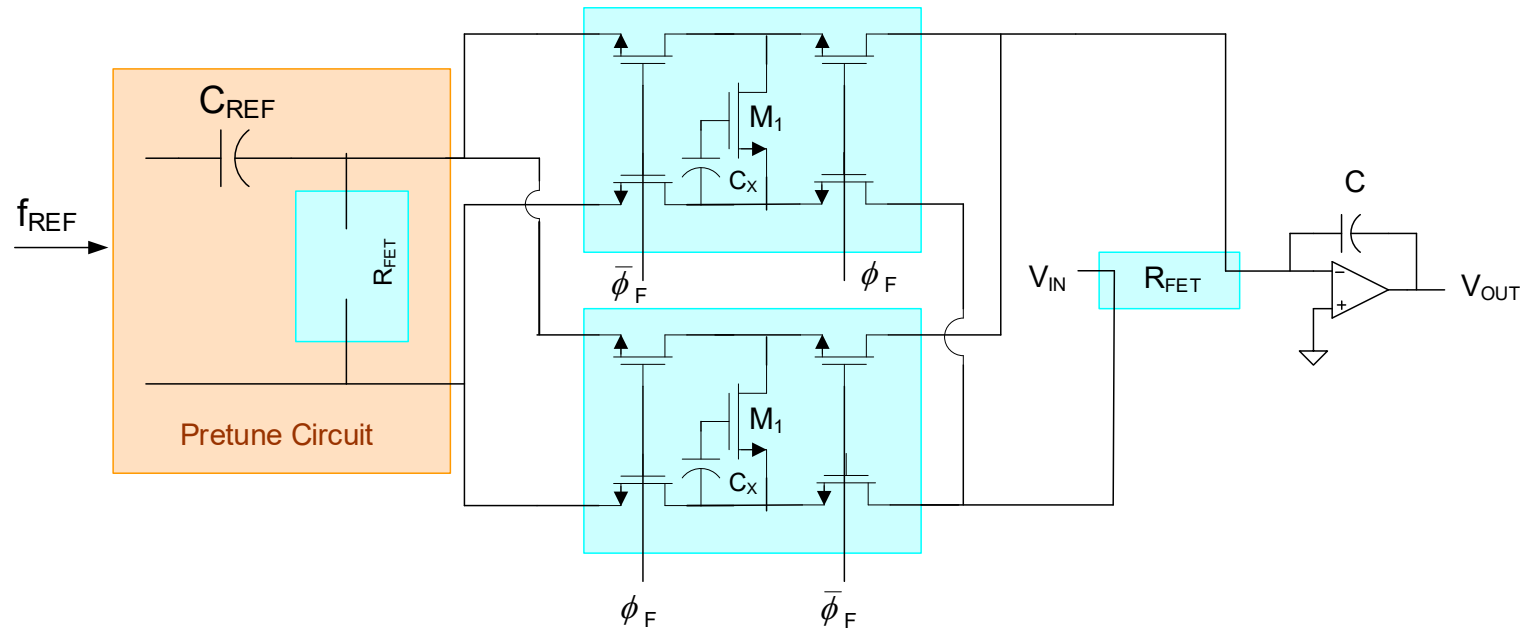 C_REF
f_REF
R_FET
Pretune Circuit
M_1
C_X
ϕ̅_F
ϕ_F
M_1
C_X
ϕ_F
ϕ̅_F
V_IN
R_FET
C
−
+
V_OUT